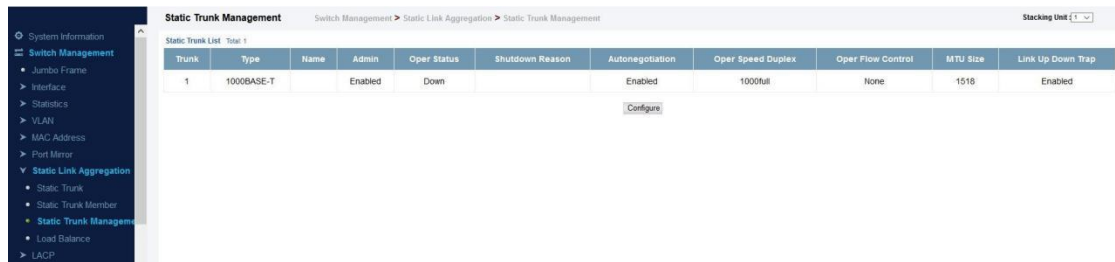 Static Trunk Management
Switch Management > Static Link Aggregation > Static Trunk Management
Stacking Unit: 1
System Information
Switch Management
Jumbo Frame
Interface
Statistics
VLAN
MAC Address
Port Mirror
Static Link Aggregation
Static Trunk
Static Trunk Member
Static Trunk Manageme
Load Balance
LACP
Static Trunk List Total: 1
Trunk Type Name Admin Oper Status Shutdown Reason Autonegotiation Oper Speed Duplex Oper Flow Control MTU Size Link Up Down Trap
1 1000BASE-T Enabled Down Enabled 1000full None 1518 Enabled
Configure